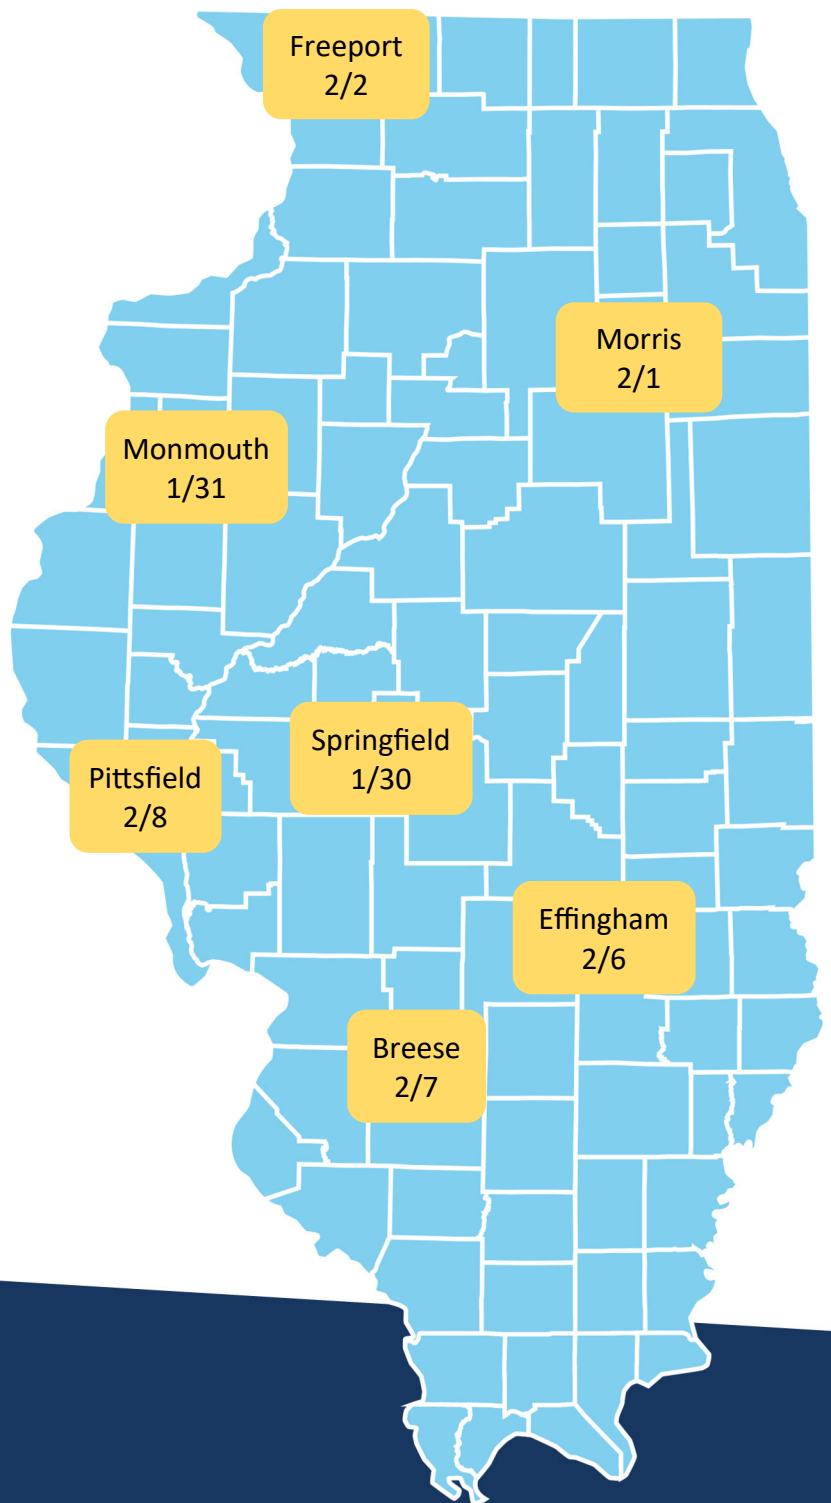 Freeport
2/2
Morris
2/1
Monmouth
1/31
Springfield
1/30
Pittsfield
2/8
Effingham
2/6
Breese
2/7